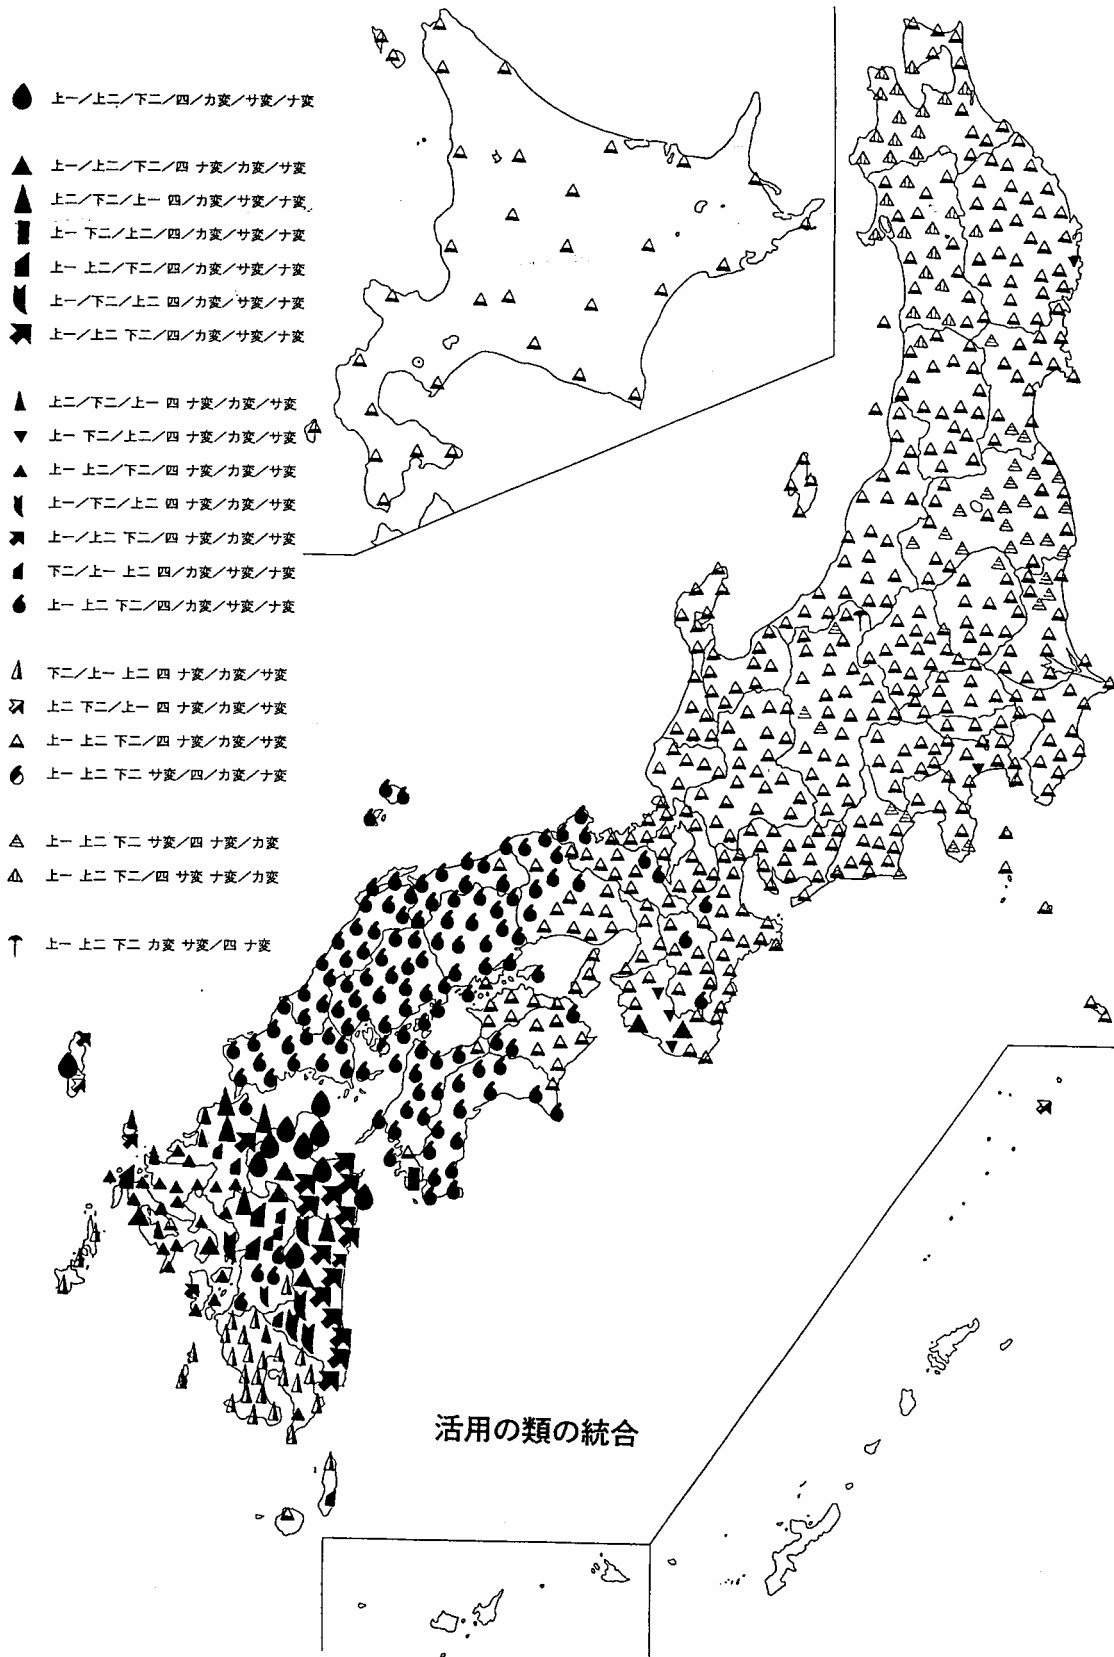 上一/上二/下二/四/カ変/サ変/ナ変
上一/上二/下二/四 ナ変/カ変/サ変
上二/下二/上一 四/カ変/サ変/ナ変
上一 下二/上二/四/カ変/サ変/ナ変
上一 上二/下二/四/カ変/サ変/ナ変
上一/下二/上二 四/カ変/サ変/ナ変
上一/上二 下二/四/カ変/サ変/ナ変
上二/下二/上一 四 ナ変/カ変/サ変
上一 下二/上二/四 ナ変/カ変/サ変
上一 上二/下二/四 ナ変/カ変/サ変
上一/下二/上二 四 ナ変/カ変/サ変
上一/上二 下二/四 ナ変/カ変/サ変
下二/上一 上二 四/カ変/サ変/ナ変
上一 上二 下二/四/カ変/サ変/ナ変
下二/上一 上二 四 ナ変/カ変/サ変
上二 下二/上一 四 ナ変/カ変/サ変
上一 上二 下二/四 ナ変/カ変/サ変
上一 上二 下二 サ変/四/カ変/ナ変
上一 上二 下二 サ変/四 ナ変/カ変
上一 上二 下二/四 サ変 ナ変/カ変
上一 上二 下二 カ変 サ変/四 ナ変
活用の類の統合